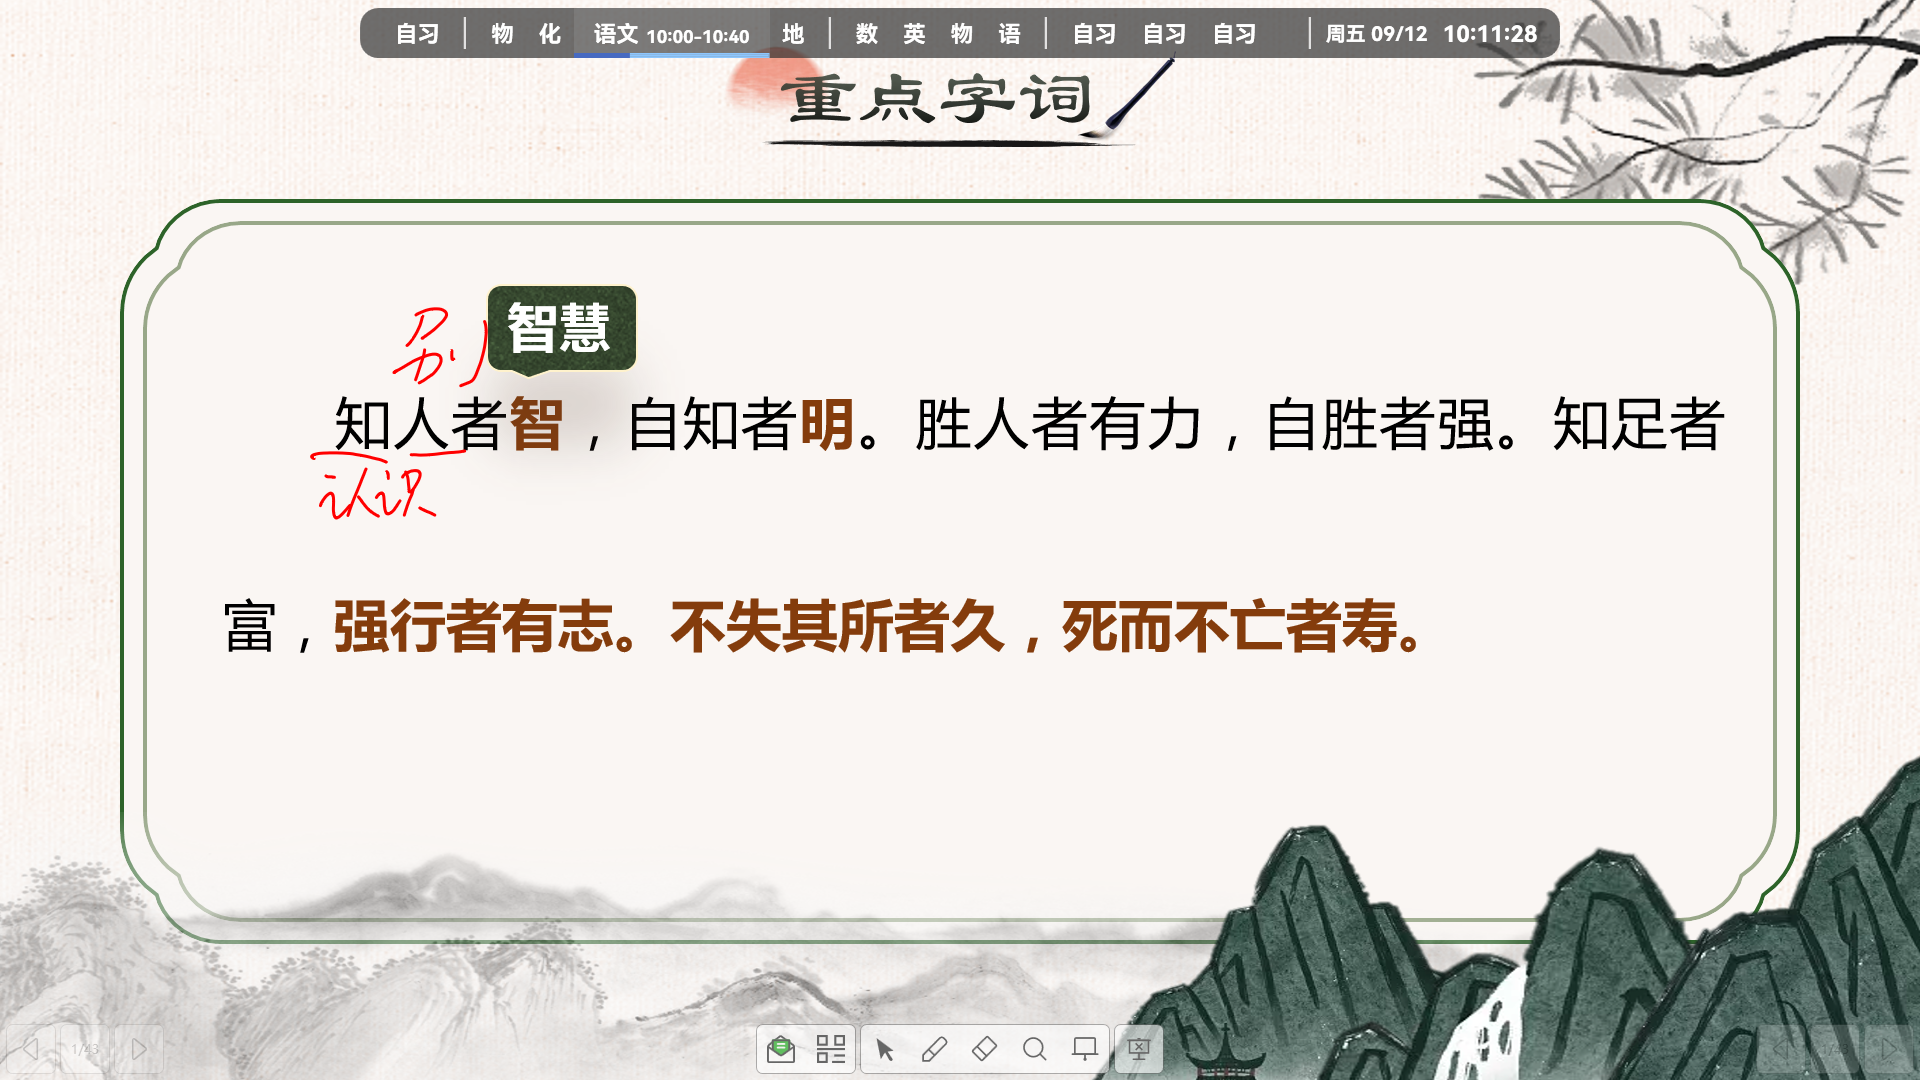 自习 物 化 语文 10:00-10:40 地 数 英 物 语 自习 自习 自习 周五 09/12 10:11:28
重点字词
智慧
别
知人者智，自知者明。胜人者有力，自胜者强。知足者
认识
富，强行者有志。不失其所者久，死而不亡者寿。
1/43